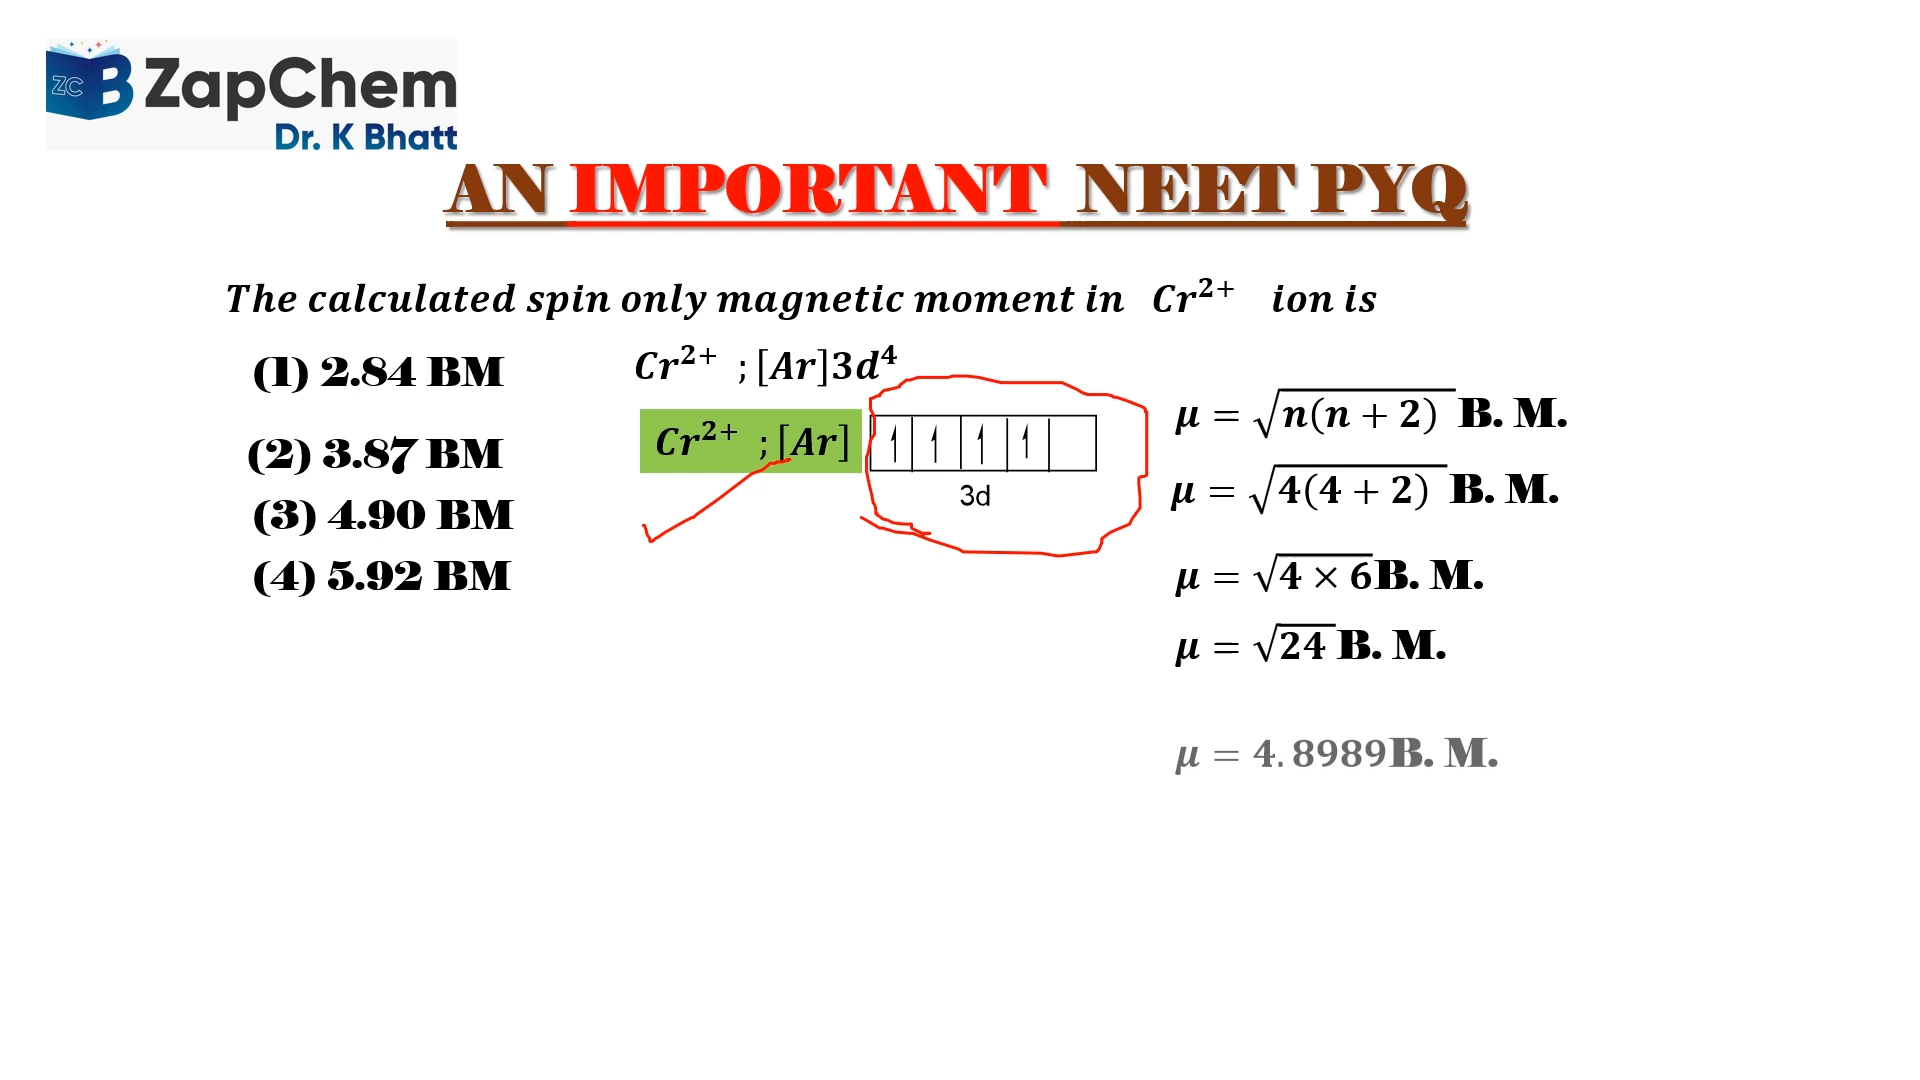 ZC B ZapChem
Dr. K Bhatt
AN IMPORTANT NEET PYQ
The calculated spin only magnetic moment in Cr²⁺ ion is
(1) 2.84 BM
(2) 3.87 BM
(3) 4.90 BM
(4) 5.92 BM
Cr²⁺ ; [Ar]3d⁴
Cr²⁺ ; [Ar] ↿ ↿ ↿ ↿
3d
μ = √n(n + 2) B. M.
μ = √4(4 + 2) B. M.
μ = √4 × 6 B. M.
μ = √24 B. M.
μ = 4.8989B. M.